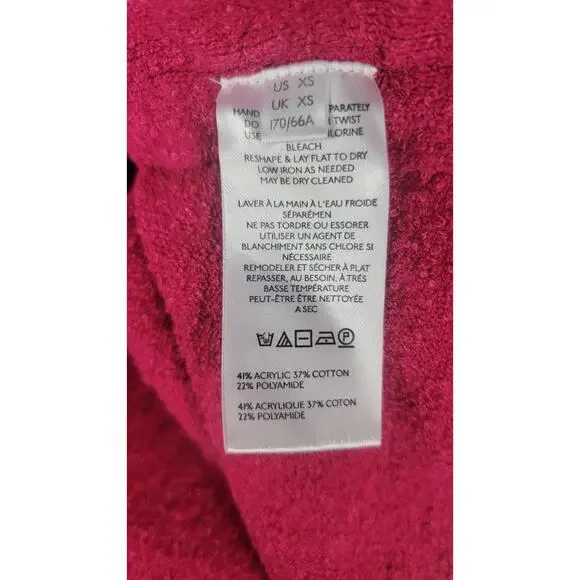 US XS
UK XS
170/66A
HAND PARATELY
DO TWIST
USE LORINE
BLEACH
RESHAPE & LAY FLAT TO DRY
LOW IRON AS NEEDED
MAY BE DRY CLEANED
LAVER À LA MAIN À L'EAU FROIDE
SÉPARÉMEN
NE PAS TORDRE OU ESSORER
UTILISER UN AGENT DE
BLANCHIMENT SANS CHLORE SI
NÉCESSAIRE
REMODELER ET SÉCHER À PLAT
REPASSER, AU BESOIN, À TRÉS
BASSE TEMPÉRATURE
PEUT-ÊTRE ÊTRE NETTOYÉE
A SEC
P
41% ACRYLIC 37% COTTON
22% POLYAMIDE
41% ACRYLIQUE 37% COTON
22% POLYAMIDE